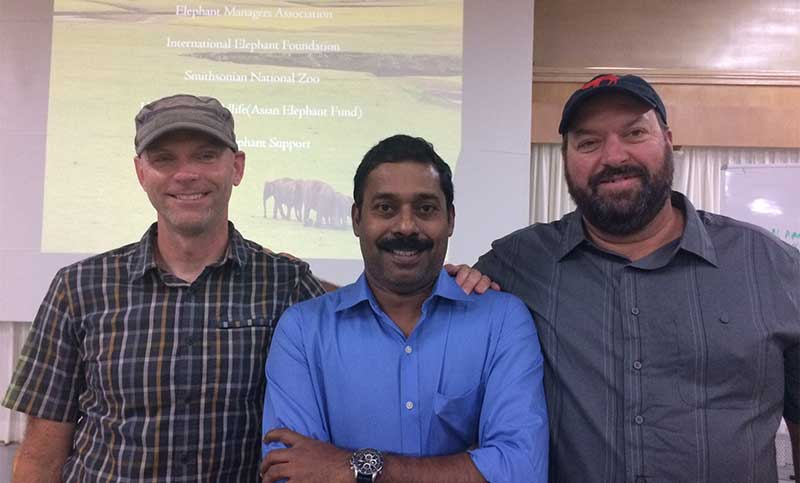 Elephant Managers Association
International Elephant Foundation
Smithsonian National Zoo
(Asian Elephant Fund)
Support